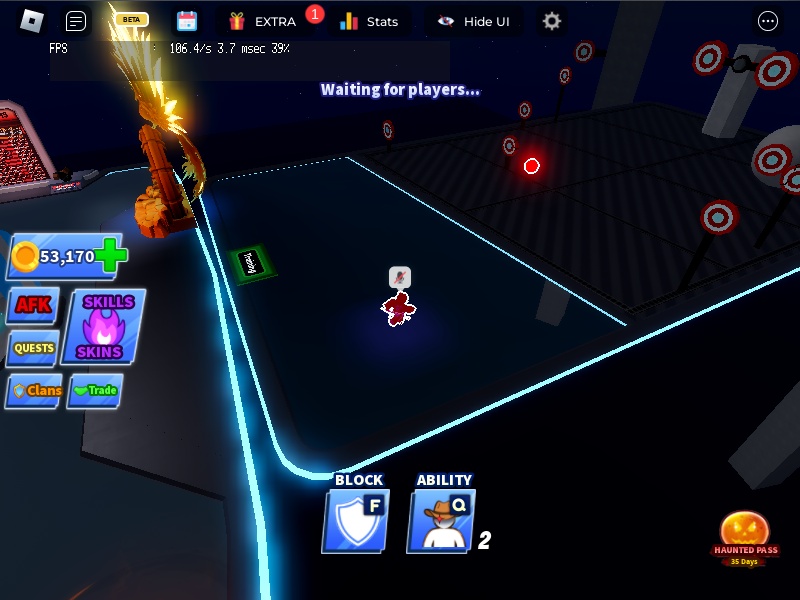 BETA
EXTRA
1
Stats
Hide UI
FPS 106.4/s 3.7 msec 39%
Waiting for players...
Training
53,170
AFK
SKILLS
SKINS
QUESTS
Clans
Trade
BLOCK
F
ABILITY
Q
2
HAUNTED PASS
35 Days